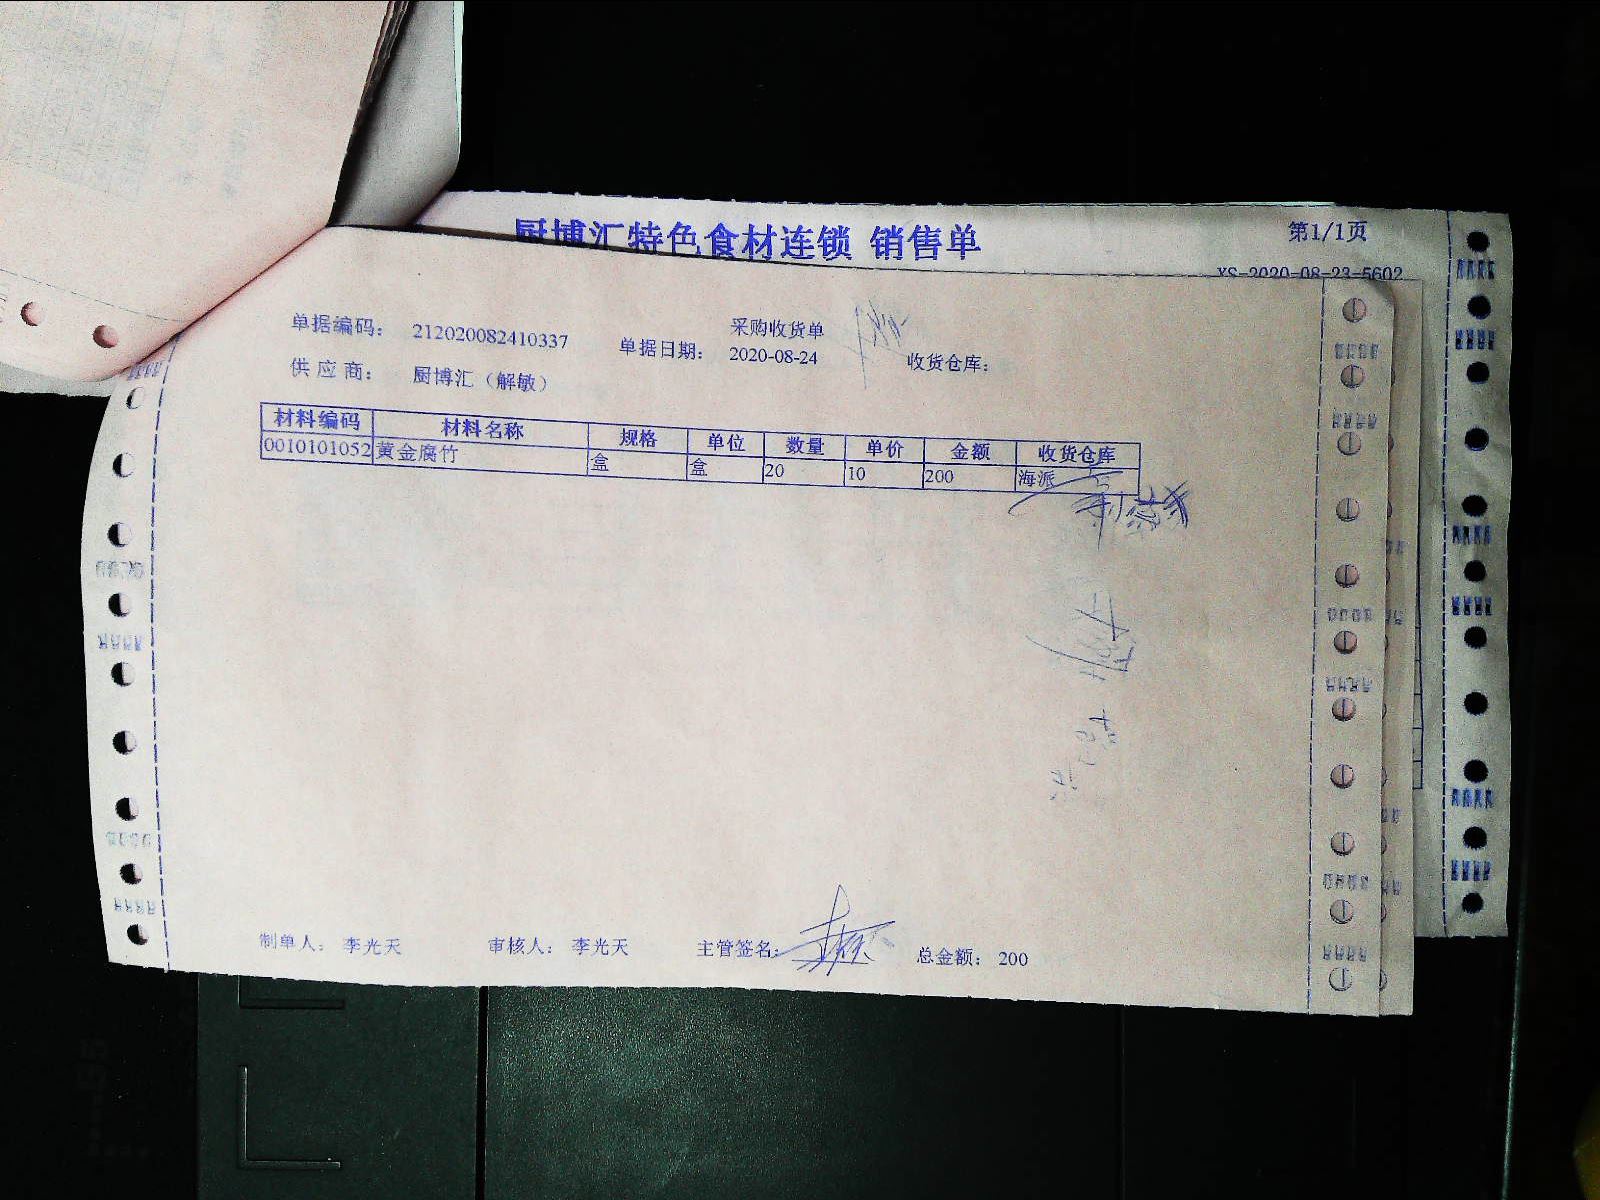 厨博汇特色食材连锁 销售单
第1/1页
XS-2020-08-23-5602
采购收货单
单据编码： 212020082410337
单据日期： 2020-08-24
收货仓库：
供应商： 厨博汇（解敏）
材料编码 材料名称 规格 单位 数量 单价 金额 收货仓库
0010101052 黄金腐竹 盒 盒 20 10 200 海派
制单人： 李光天 审核人： 李光天 主管签名： 总金额： 200